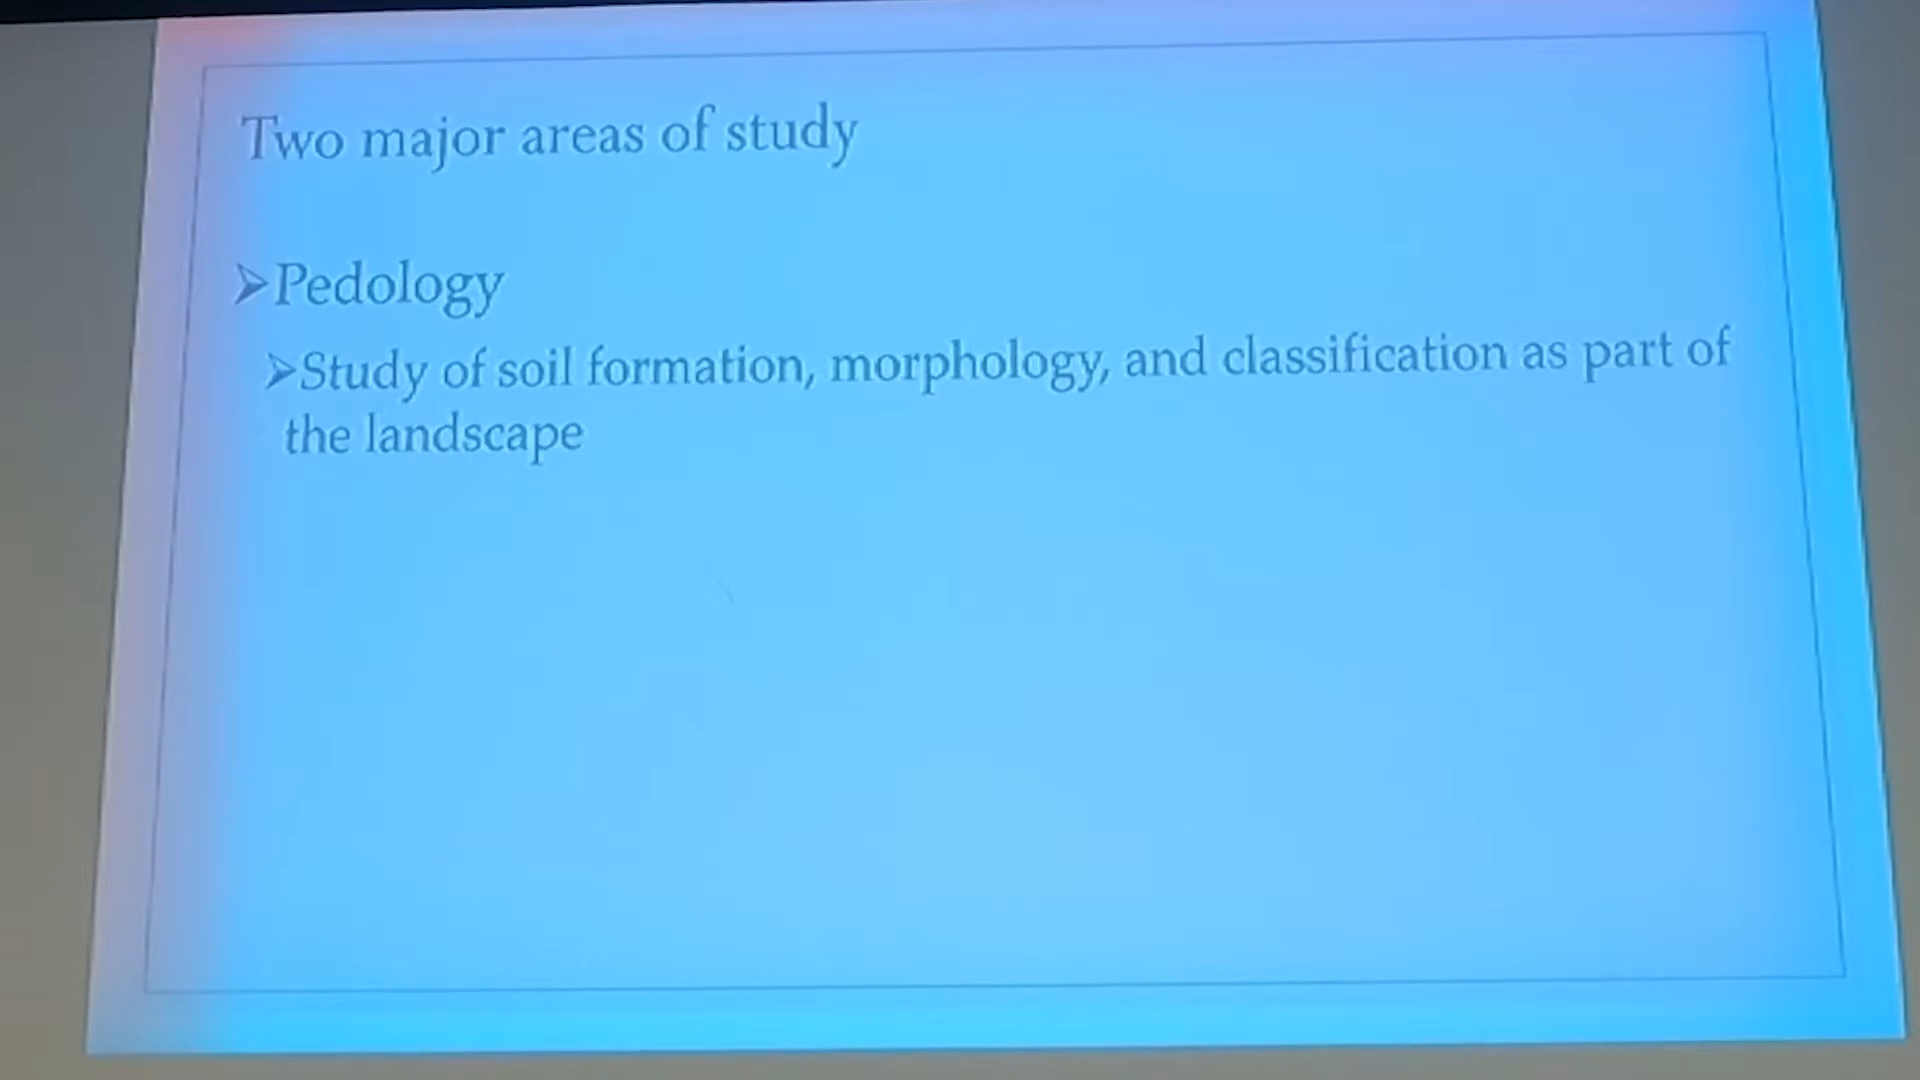 Two major areas of study
➢Pedology
➢Study of soil formation, morphology, and classification as part of
the landscape